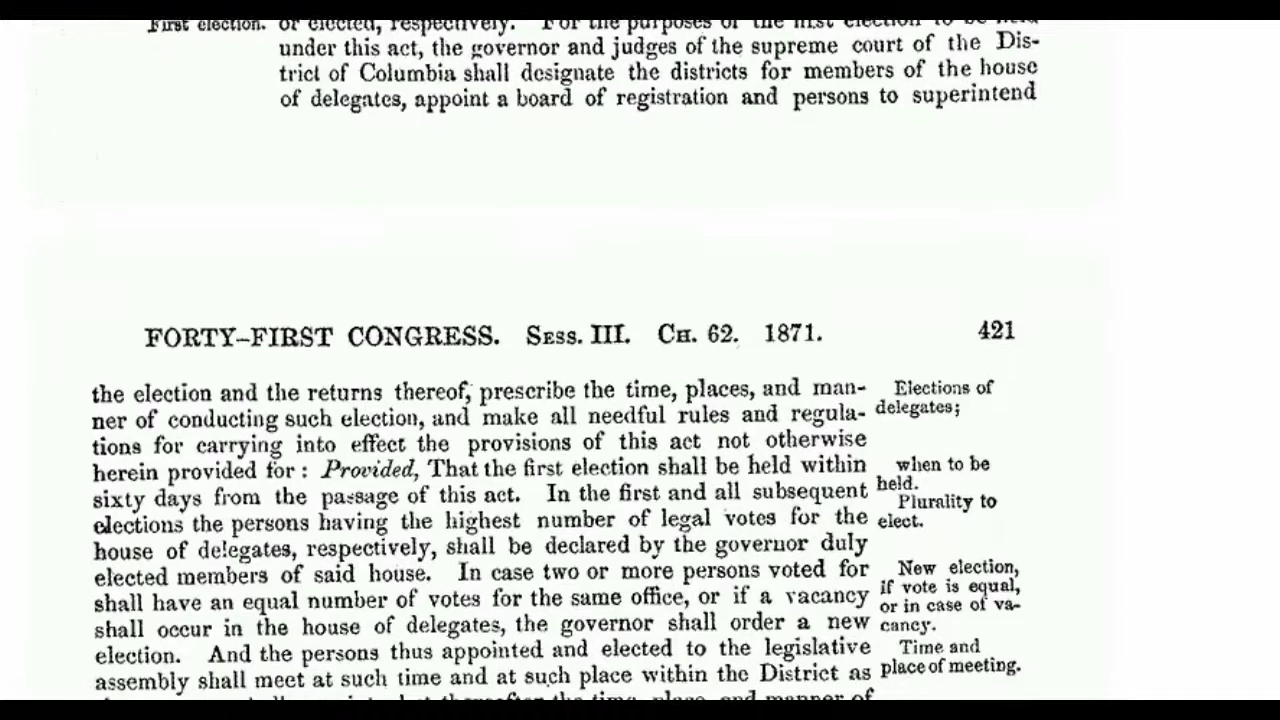 First election. or elected, respectively. For the purposes of the first election to be held
under this act, the governor and judges of the supreme court of the Dis-
trict of Columbia shall designate the districts for members of the house
of delegates, appoint a board of registration and persons to superintend
FORTY-FIRST CONGRESS. SESS. III. CH. 62. 1871. 421
the election and the returns thereof, prescribe the time, places, and man-
ner of conducting such election, and make all needful rules and regula-
tions for carrying into effect the provisions of this act not otherwise
herein provided for: Provided, That the first election shall be held within
sixty days from the passage of this act. In the first and all subsequent
elections the persons having the highest number of legal votes for the
house of delegates, respectively, shall be declared by the governor duly
elected members of said house. In case two or more persons voted for
shall have an equal number of votes for the same office, or if a vacancy
shall occur in the house of delegates, the governor shall order a new
election. And the persons thus appointed and elected to the legislative
assembly shall meet at such time and at such place within the District as
thereafter the time, place, and manner of
Elections of
delegates;
when to be
held.
Plurality to
elect.
New election,
if vote is equal,
or in case of va-
cancy.
Time and
place of meeting.